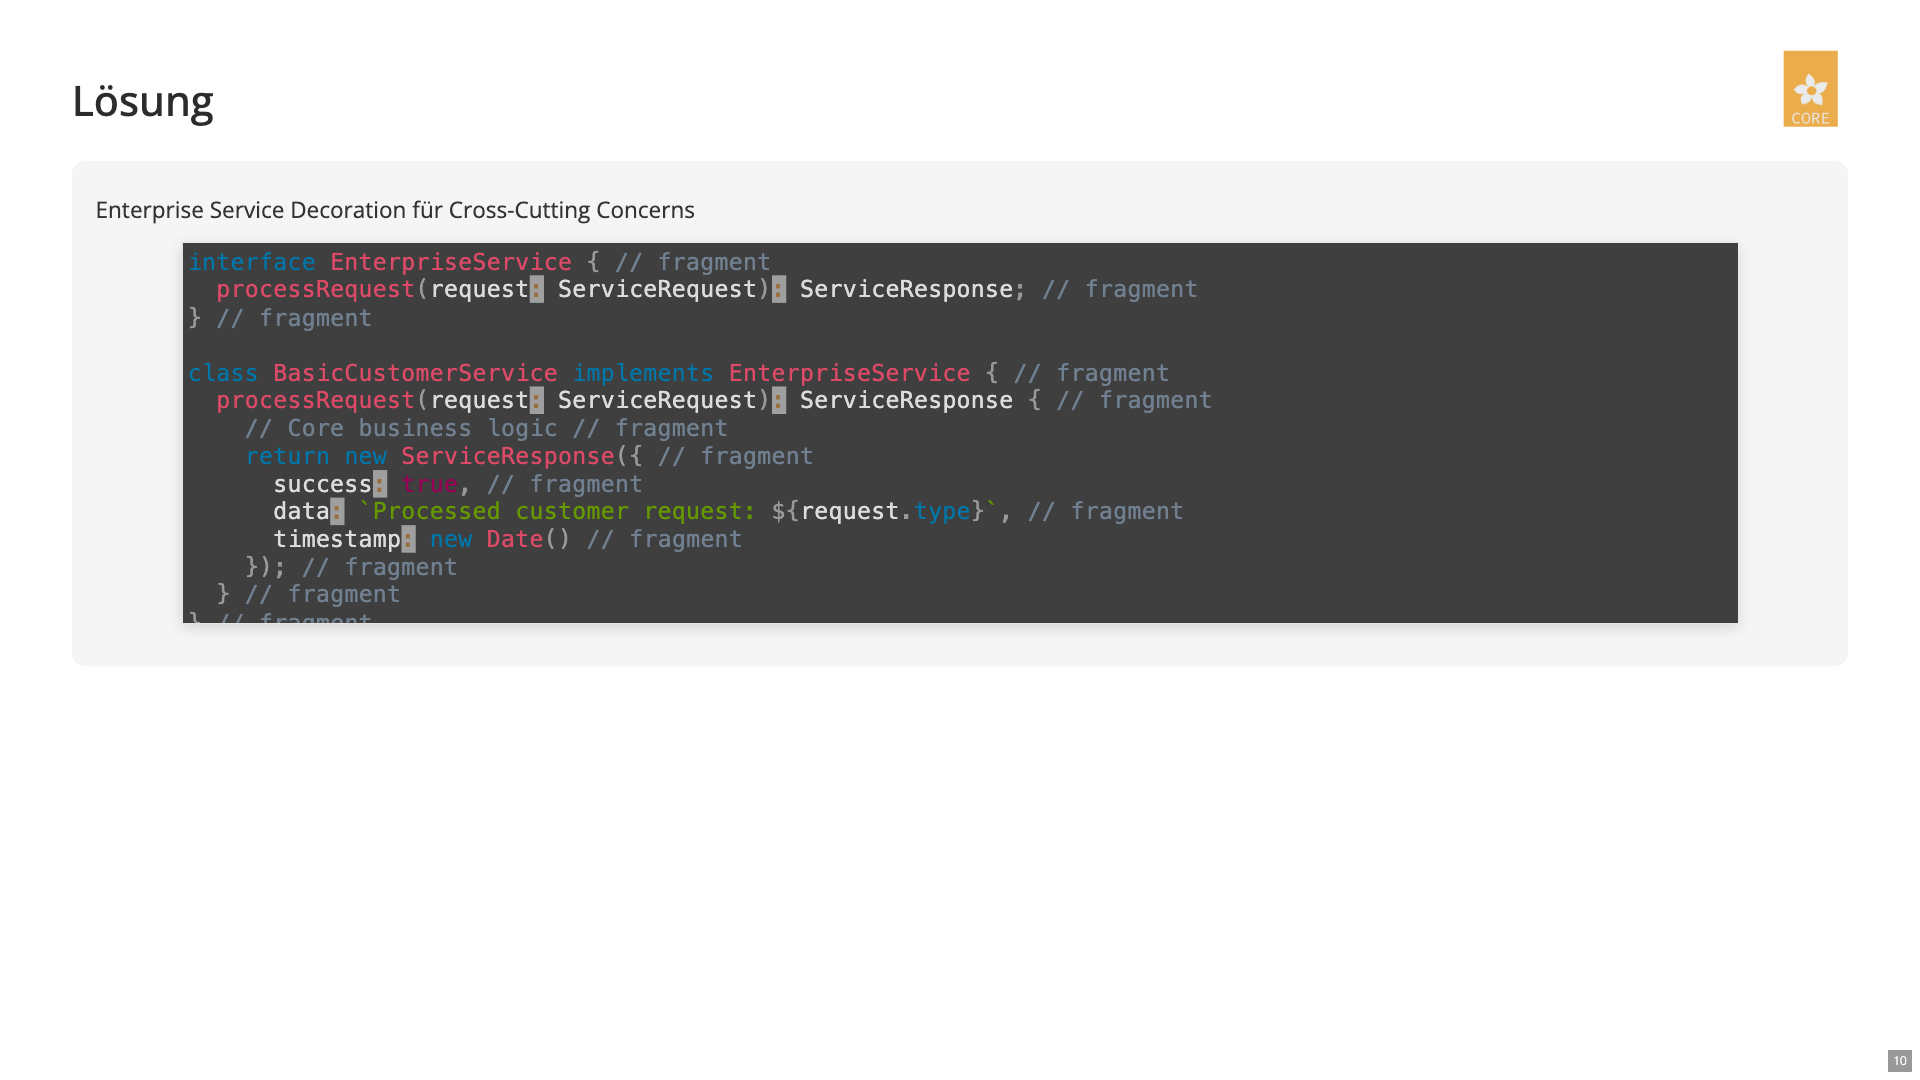 Lösung
CORE
Enterprise Service Decoration für Cross-Cutting Concerns
interface EnterpriseService { // fragment
  processRequest(request: ServiceRequest): ServiceResponse; // fragment
} // fragment
class BasicCustomerService implements EnterpriseService { // fragment
  processRequest(request: ServiceRequest): ServiceResponse { // fragment
    // Core business logic // fragment
    return new ServiceResponse({ // fragment
      success: true, // fragment
      data: `Processed customer request: ${request.type}`, // fragment
      timestamp: new Date() // fragment
    }); // fragment
  } // fragment
} // fragment
10